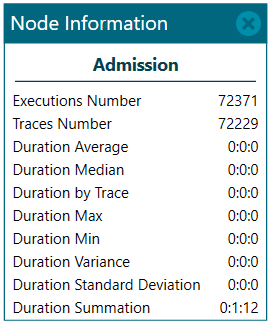 Node Information
Admission
Executions Number 72371
Traces Number 72229
Duration Average 0:0:0
Duration Median 0:0:0
Duration by Trace 0:0:0
Duration Max 0:0:0
Duration Min 0:0:0
Duration Variance 0:0:0
Duration Standard Deviation 0:0:0
Duration Summation 0:1:12